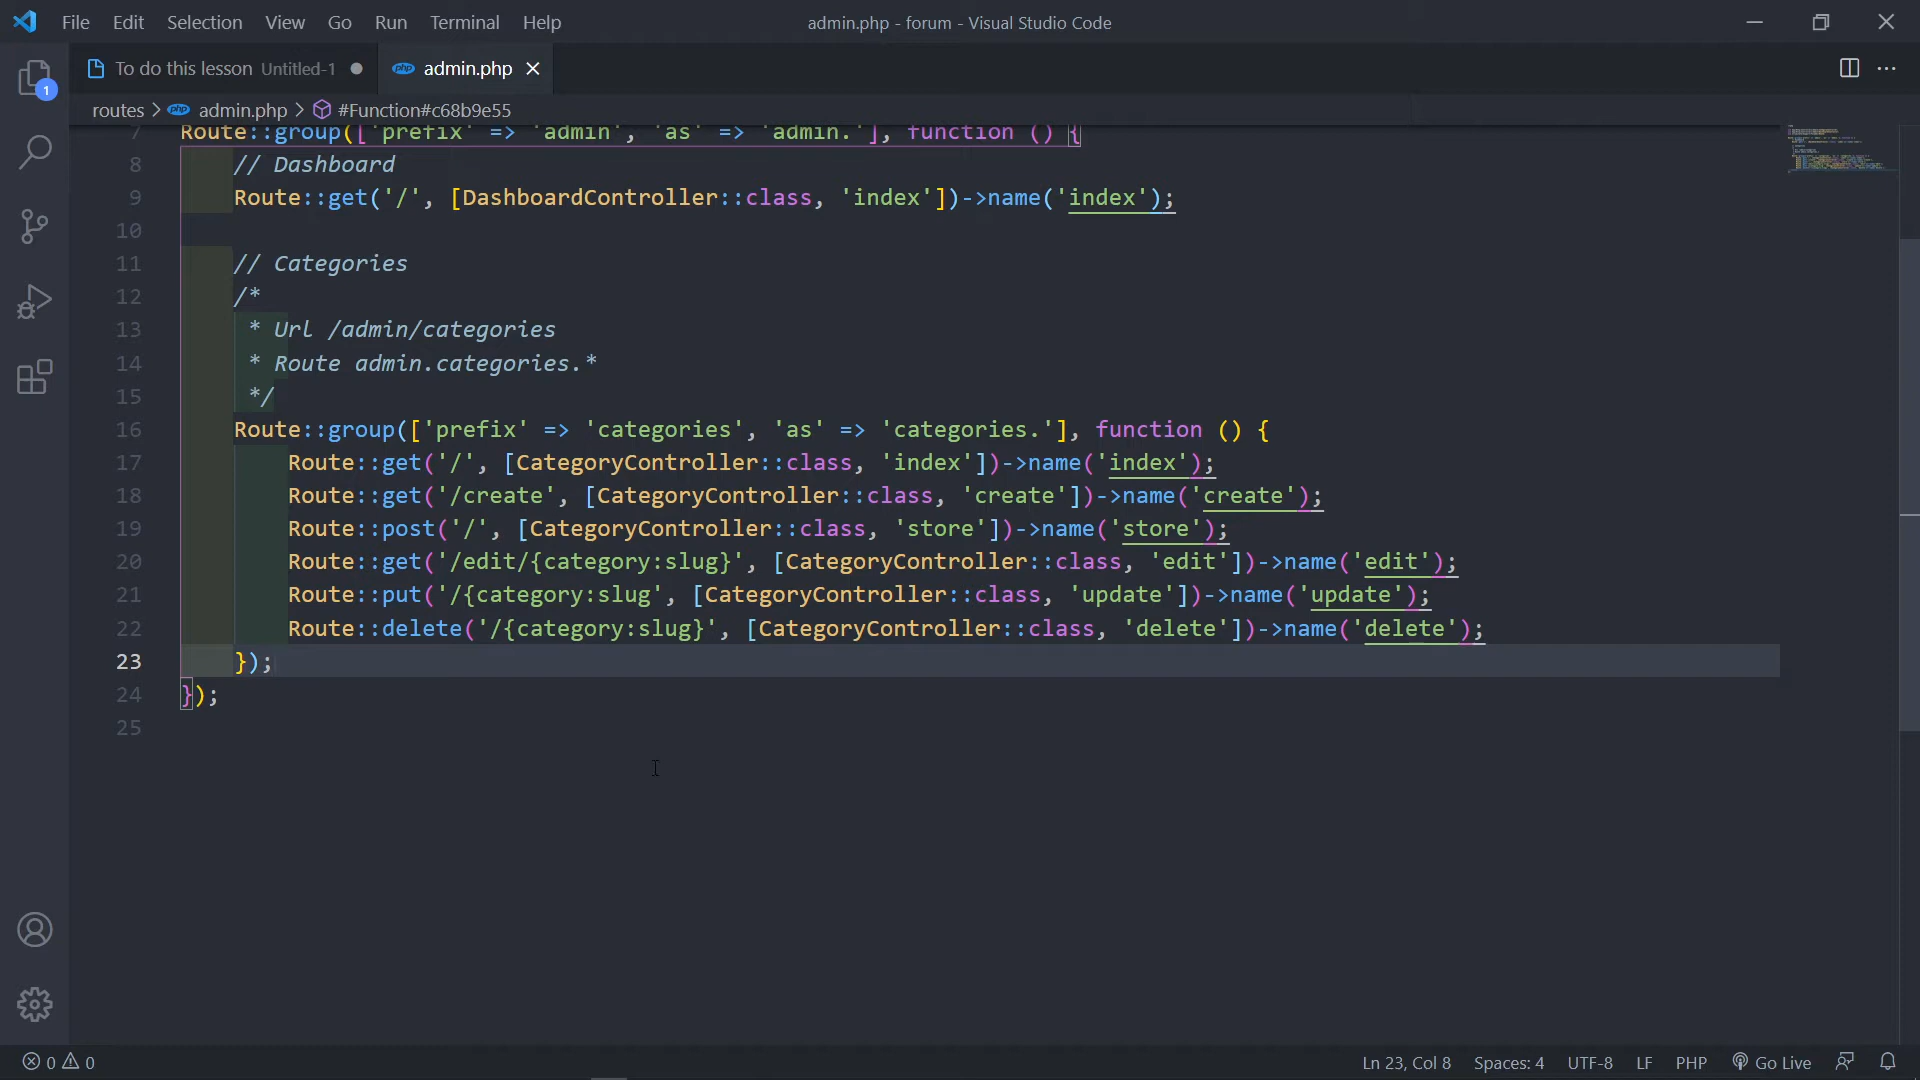 File Edit Selection View Go Run Terminal Help
admin.php - forum - Visual Studio Code
To do this lesson Untitled-1
admin.php
1
routes > admin.php > #Function#c68b9e55
7 Route::group(['prefix' => 'admin', 'as' => 'admin.'], function () {
8 // Dashboard
9 Route::get('/', [DashboardController::class, 'index'])->name('index');
10
11 // Categories
12 /*
13 * Url /admin/categories
14 * Route admin.categories.*
15 */
16 Route::group(['prefix' => 'categories', 'as' => 'categories.'], function () {
17 Route::get('/', [CategoryController::class, 'index'])->name('index');
18 Route::get('/create', [CategoryController::class, 'create'])->name('create');
19 Route::post('/', [CategoryController::class, 'store'])->name('store');
20 Route::get('/edit/{category:slug}', [CategoryController::class, 'edit'])->name('edit');
21 Route::put('/{category:slug', [CategoryController::class, 'update'])->name('update');
22 Route::delete('/{category:slug}', [CategoryController::class, 'delete'])->name('delete');
23 });
24 });
25
0 0
Ln 23, Col 8 Spaces: 4 UTF-8 LF PHP Go Live